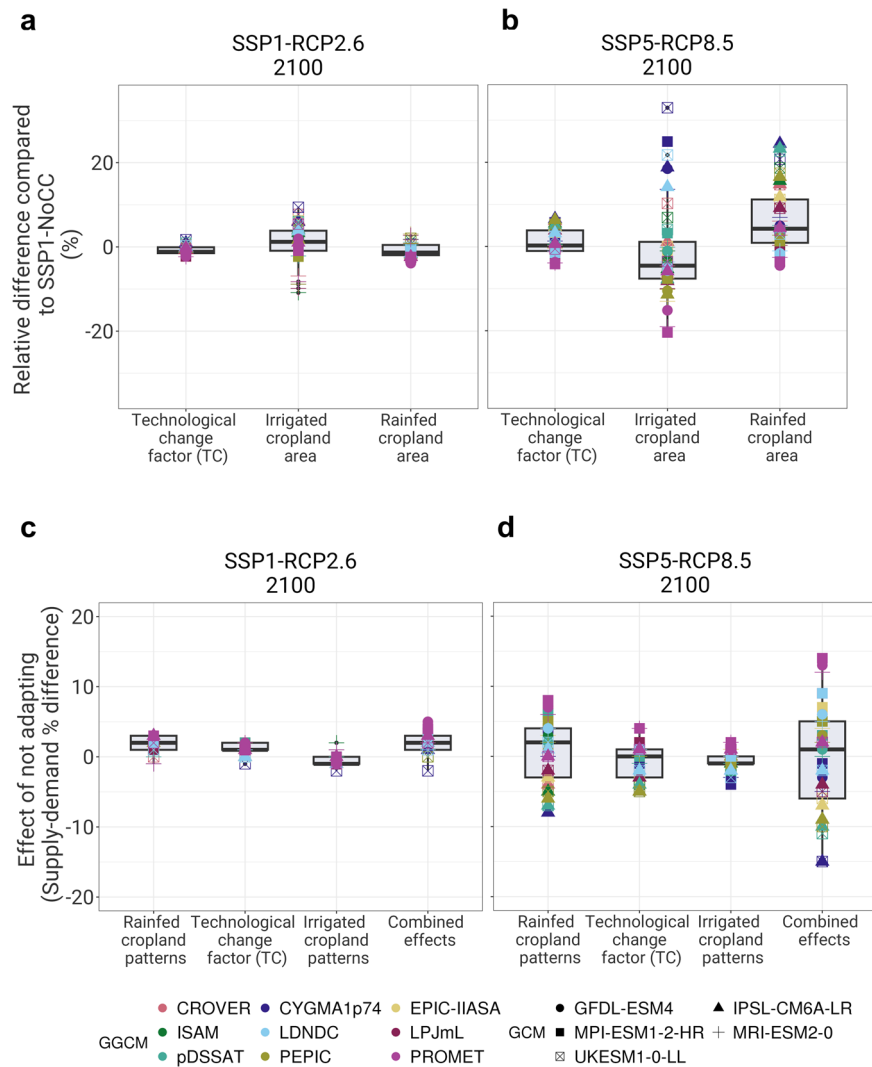 a
b
SSP1-RCP2.6
2100
SSP5-RCP8.5
2100
Relative difference compared
to SSP1-NoCC
(%)
20
0
-20
Technological
change
factor (TC)
Irrigated
cropland
area
Rainfed
cropland
area
Technological
change
factor (TC)
Irrigated
cropland
area
Rainfed
cropland
area
c
d
SSP1-RCP2.6
2100
SSP5-RCP8.5
2100
Effect of not adapting
(Supply-demand % difference)
20
10
0
-10
-20
Rainfed
cropland
patterns
Technological
change
factor (TC)
Irrigated
cropland
patterns
Combined
effects
Rainfed
cropland
patterns
Technological
change
factor (TC)
Irrigated
cropland
patterns
Combined
effects
GGCM
CROVER
CYGMA1p74
EPIC-IIASA
ISAM
LDNDC
LPJmL
pDSSAT
PEPIC
PROMET
GCM
GFDL-ESM4
IPSL-CM6A-LR
MPI-ESM1-2-HR
MRI-ESM2-0
UKESM1-0-LL